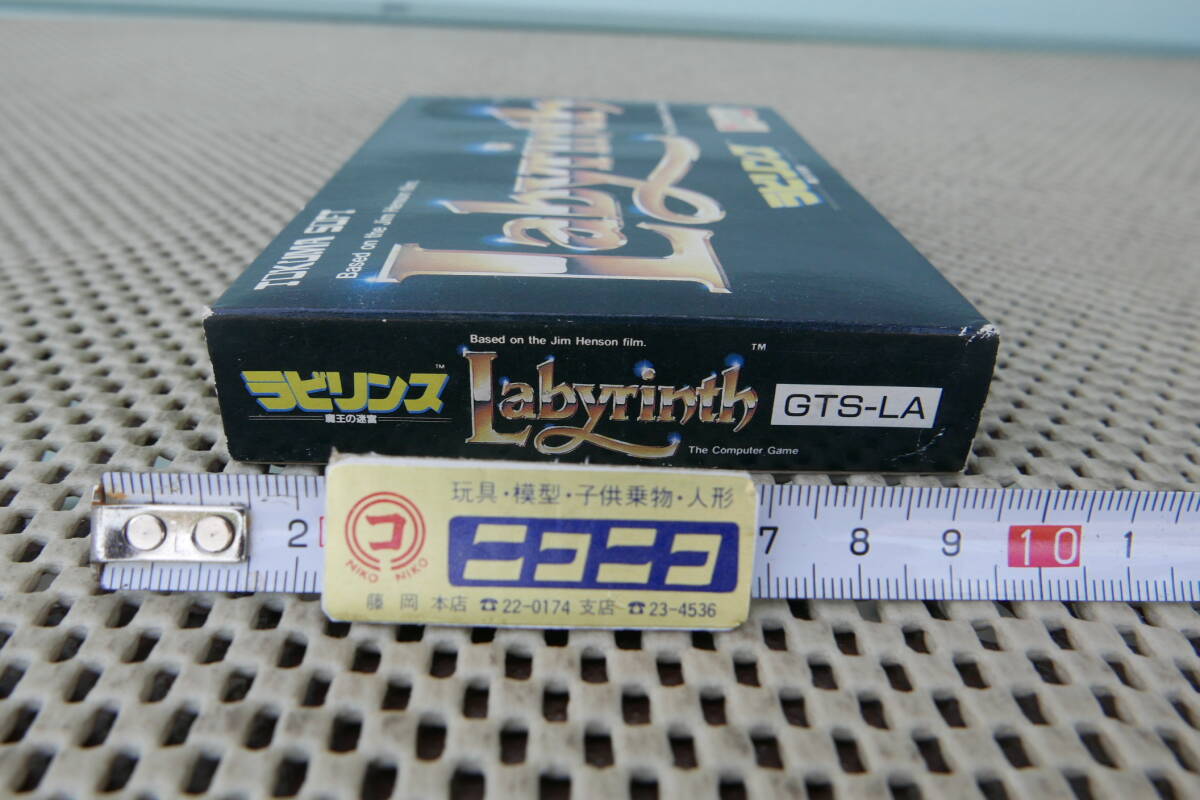 TOKUMA SOFT
Based on the Jim Henson film.
Labyrinth
ラビリンス
Based on the Jim Henson film.
ラビリンス™
魔王の迷宮
Labyrinth™
The Computer Game
GTS-LA
玩具・模型・子供乗物・人形
コ
NIKO NIKO
ニコニコ
藤岡 本店 ☎22-0174 支店 ☎23-4536
2 7 8 9 10 1